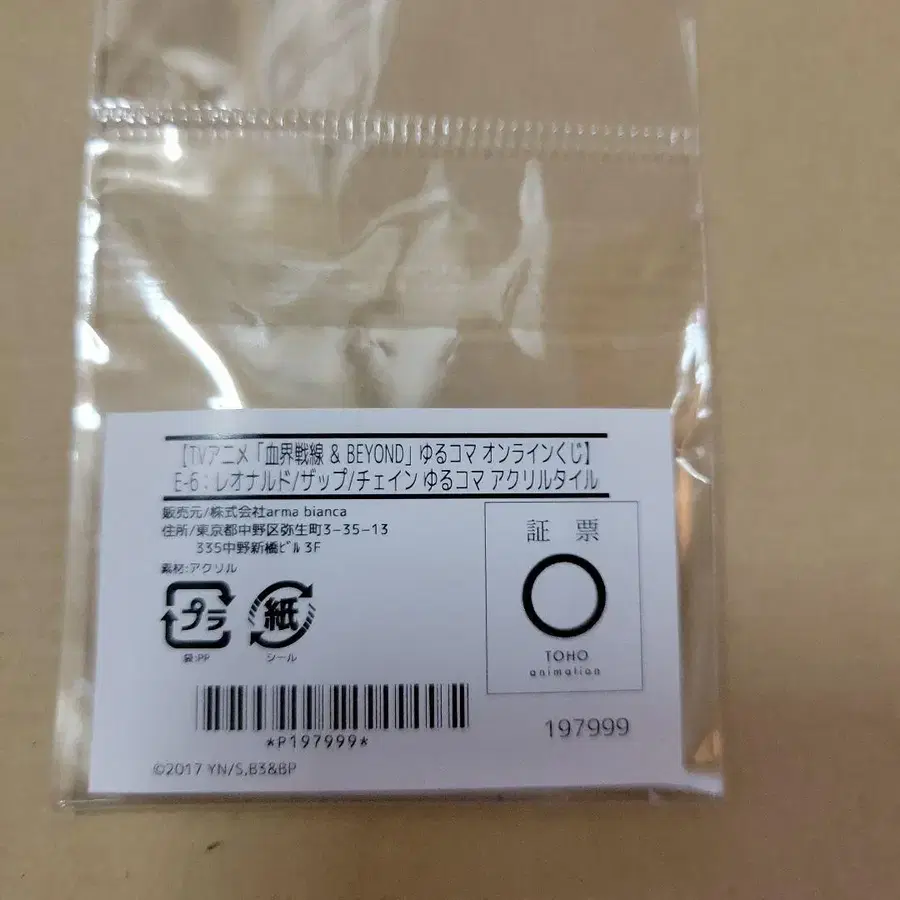 【TVアニメ「血界戦線 & BEYOND」ゆるコマ オンラインくじ】
E-6：レオナルド/ザップ/チェイン ゆるコマ アクリルタイル
販売元/株式会社arma bianca
住所/東京都中野区弥生町3-35-13
335中野新橋ﾋﾞﾙ 3F
素材:アクリル
証 票
プラ
紙
TOHO
animation
袋:PP
シール
*P197999*
197999
©2017 YN/S,B3&BP